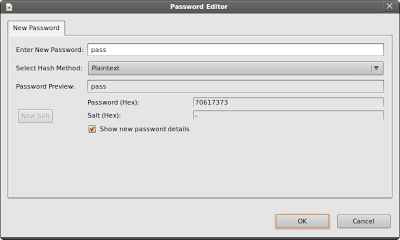 Password Editor
New Password
Enter New Password: pass
Select Hash Method: Plaintext
Password Preview: pass
Password (Hex): 70617373
New Salt Salt (Hex): -
Show new password details
OK Cancel